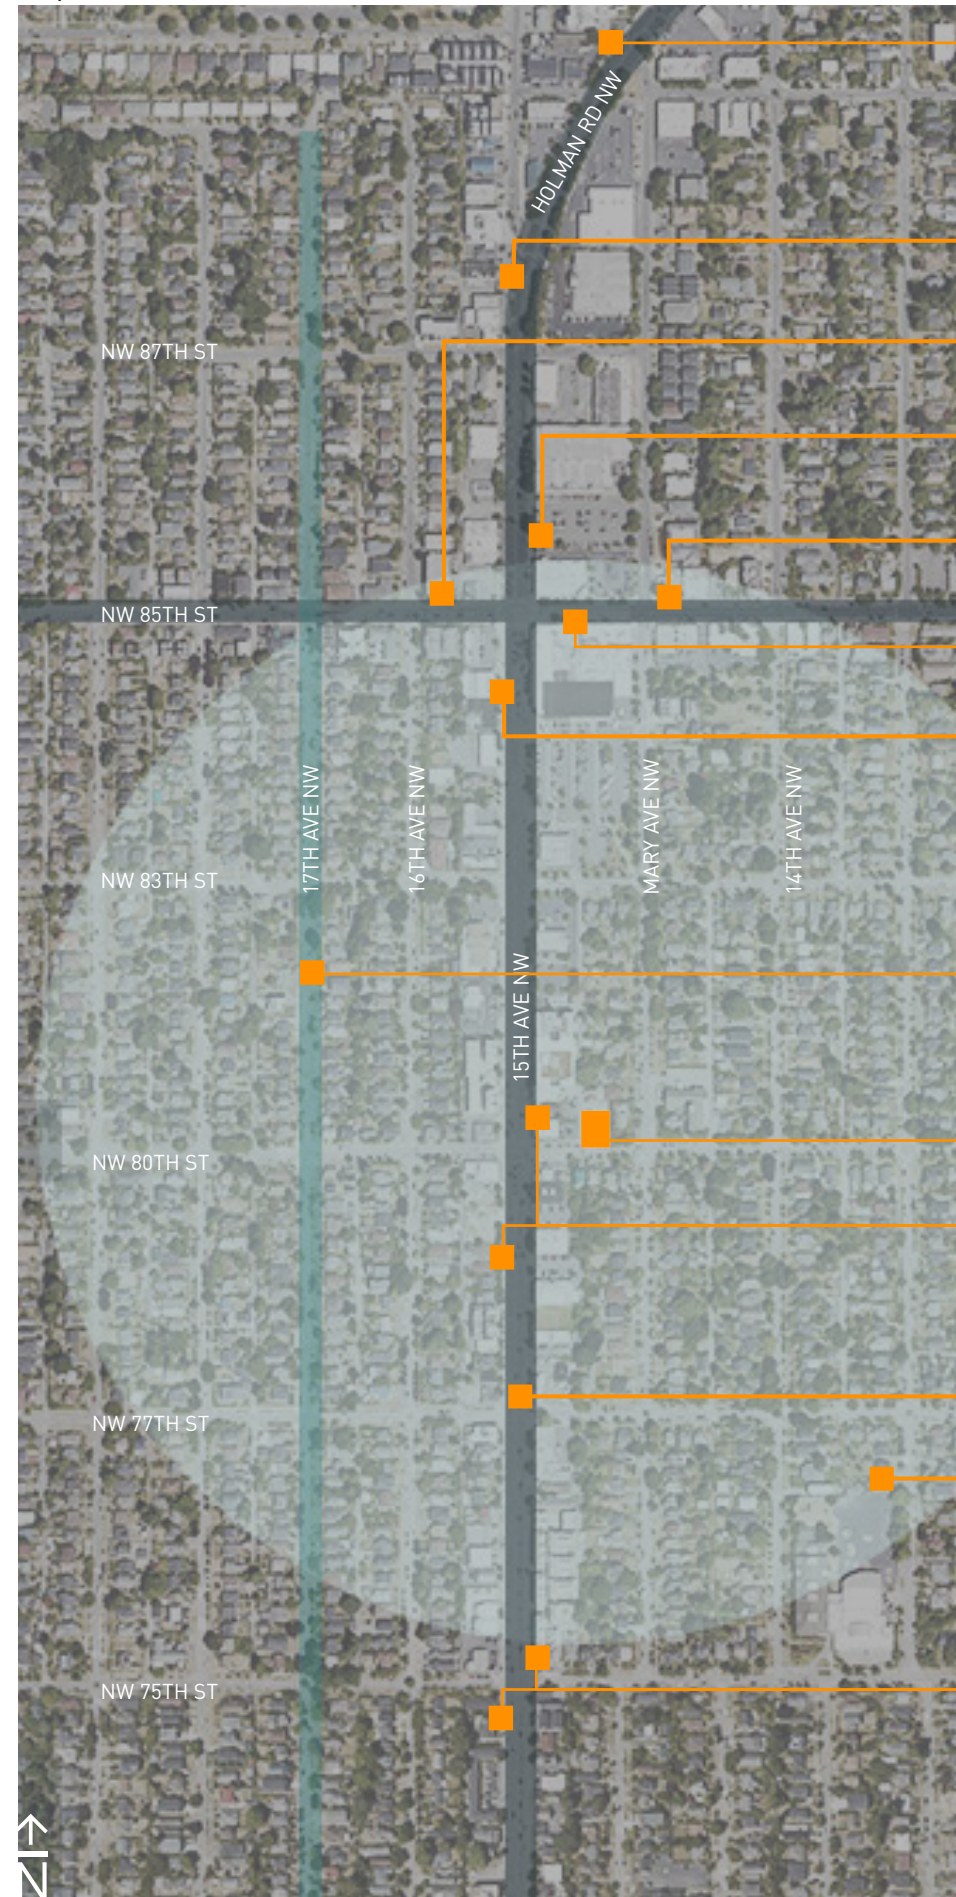 HOLMAN RD NW
NW 87TH ST
NW 85TH ST
17TH AVE NW
16TH AVE NW
MARY AVE NW
14TH AVE NW
NW 83TH ST
15TH AVE NW
NW 80TH ST
NW 77TH ST
NW 75TH ST
N